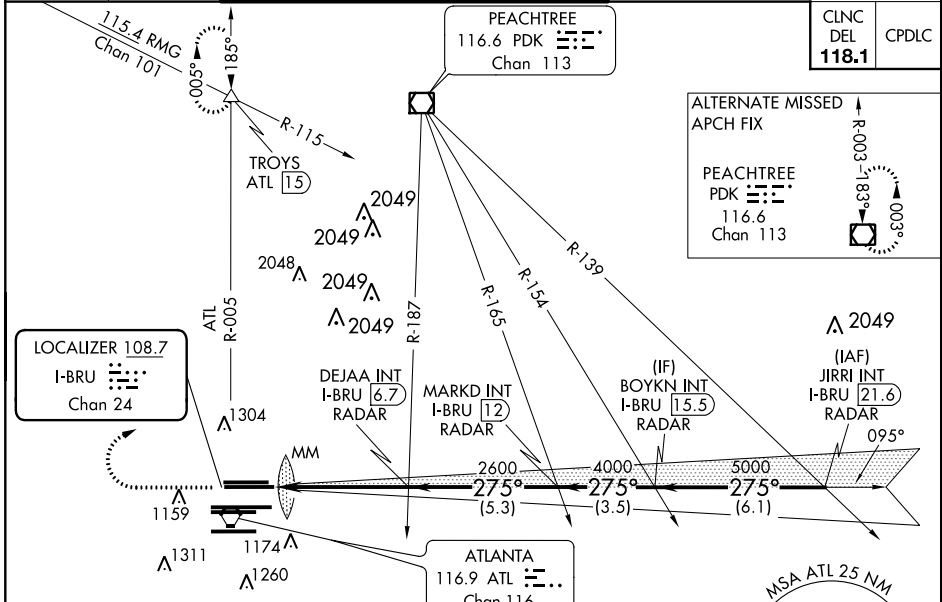 115.4 RMG
Chan 101
005°
185°
R-115
TROYS
ATL 15
PEACHTREE
116.6 PDK
Chan 113
CLNC
DEL
118.1
CPDLC
ALTERNATE MISSED
APCH FIX
PEACHTREE
PDK
116.6
Chan 113
R-003
183°
003°
2049
2049
2048
2049
2049
2049
ATL
R-005
R-187
R-165
R-154
R-139
LOCALIZER 108.7
I-BRU
Chan 24
DEJAA INT
I-BRU 6.7
RADAR
MARKD INT
I-BRU 12
RADAR
(IF)
BOYKN INT
I-BRU 15.5
RADAR
(IAF)
JIRRI INT
I-BRU 21.6
RADAR
095°
1304
MM
2600
4000
5000
275°
275°
275°
(5.3)
(3.5)
(6.1)
1159
1311
1174
1260
ATLANTA
116.9 ATL
Chan 116
MSA ATL 25 NM